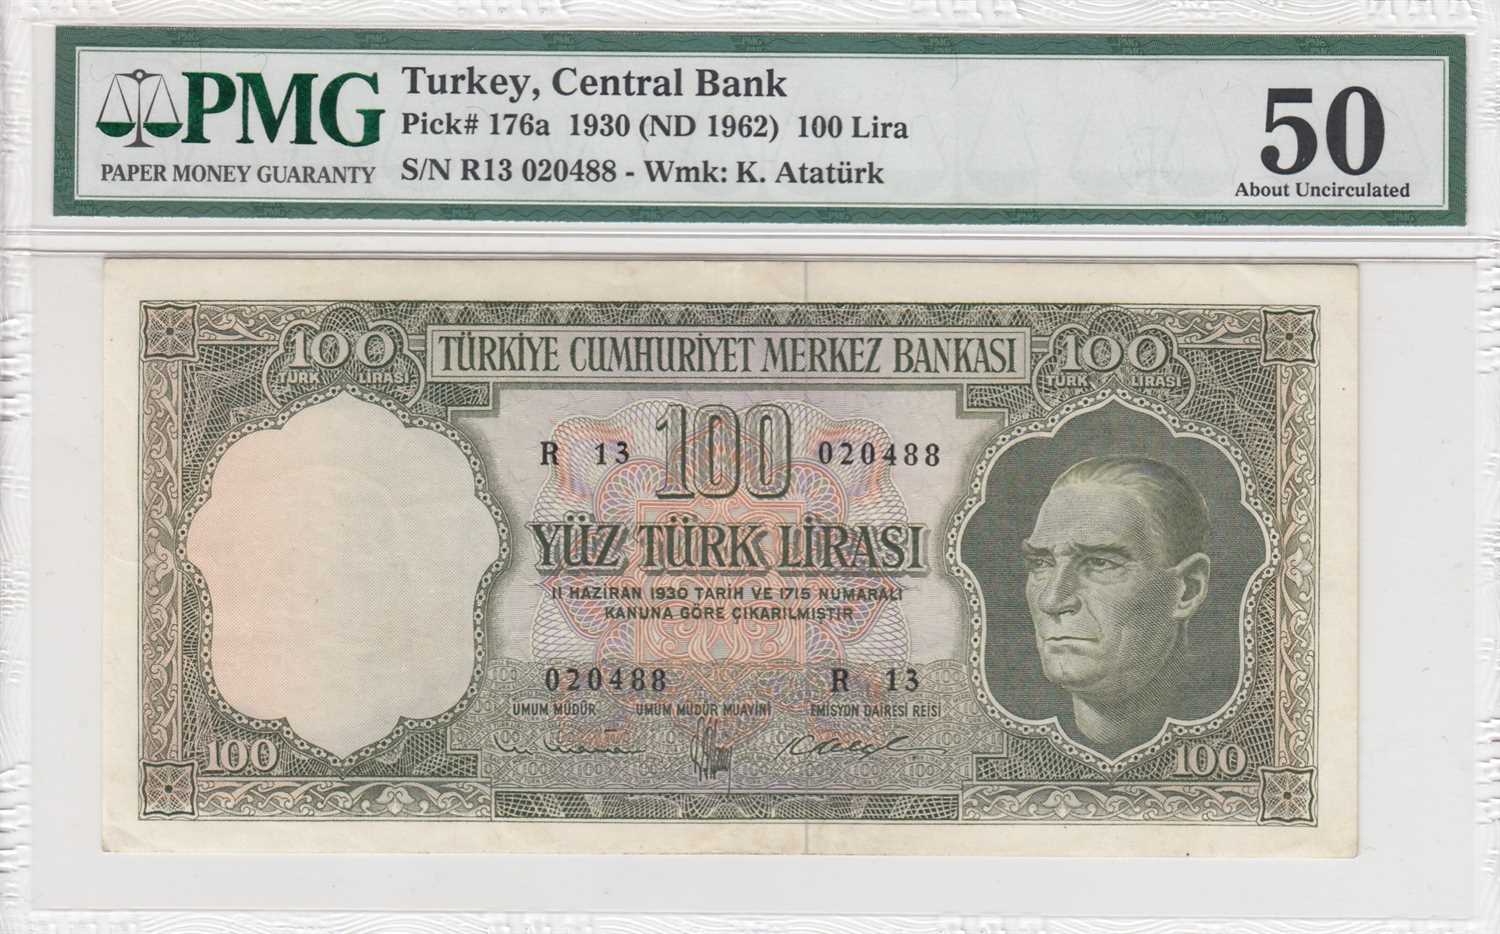 PMG
PAPER MONEY GUARANTY
Turkey, Central Bank
Pick# 176a 1930 (ND 1962) 100 Lira
S/N R13 020488 - Wmk: K. Atatürk
50
About Uncirculated
100 TÜRKİYE CUMHURİYET MERKEZ BANKASI 100
TÜRK LİRASI TÜRK LİRASI
100
R 13 020488
YÜZ TÜRK LİRASI
11 HAZİRAN 1930 TARİH VE 1715 NUMARALI
KANUNA GÖRE ÇIKARILMIŞTIR
020488 R 13
UMUM MÜDÜR UMUM MÜDÜR MUAVİNİ EMİSYON DAİRESİ REİSİ
100 100